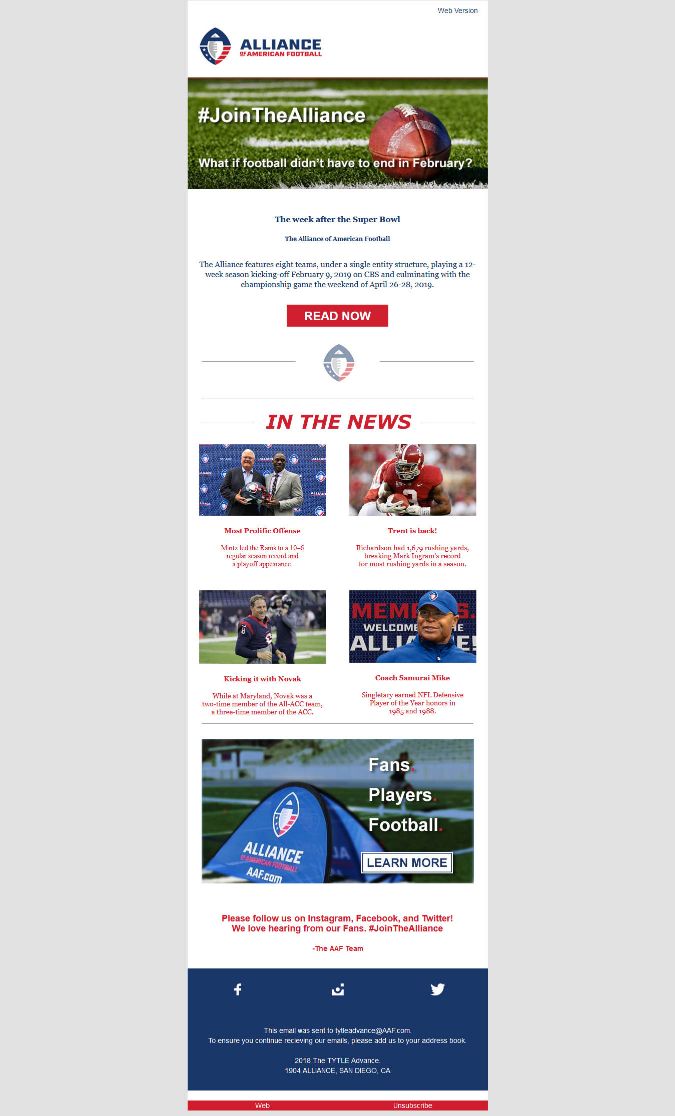 Web Version
ALLIANCE
OF AMERICAN FOOTBALL
#JoinTheAlliance
What if football didn't have to end in February?
The week after the Super Bowl
The Alliance of American Football
The Alliance features eight teams, under a single entity structure, playing a 12-
week season kicking-off February 9, 2019 on CBS and culminating with the
championship game the weekend of April 26-28, 2019.
READ NOW
IN THE NEWS
Most Prolific Offense
Trent is back!
Mintz led the Rams to a
regular season record and
a playoff appearance
Richardson had 1,679 rushing yards,
breaking Mark Ingram's record
for most rushing yards in a season.
MEMPHIS.
WELCOME THE
ALLIANCE!
Kicking it with Novak
Coach Samurai Mike
While at Maryland, Novak was a
two-time member of the All-ACC team,
a three-time member of the ACC.
Singletary earned NFL Defensive
Player of the Year honors in
1985 and 1988.
Fans.
Players.
Football.
ALLIANCE
OF AMERICAN FOOTBALL
AAF.com
LEARN MORE
Please follow us on Instagram, Facebook, and Twitter!
We love hearing from our Fans. #JoinTheAlliance
-The AAF Team
This email was sent to tytleadvance@AAF.com.
To ensure you continue recieving our emails, please add us to your address book.
2018 The TYTLE Advance.
1904 ALLIANCE, SAN DIEGO, CA
Web
Unsubscribe